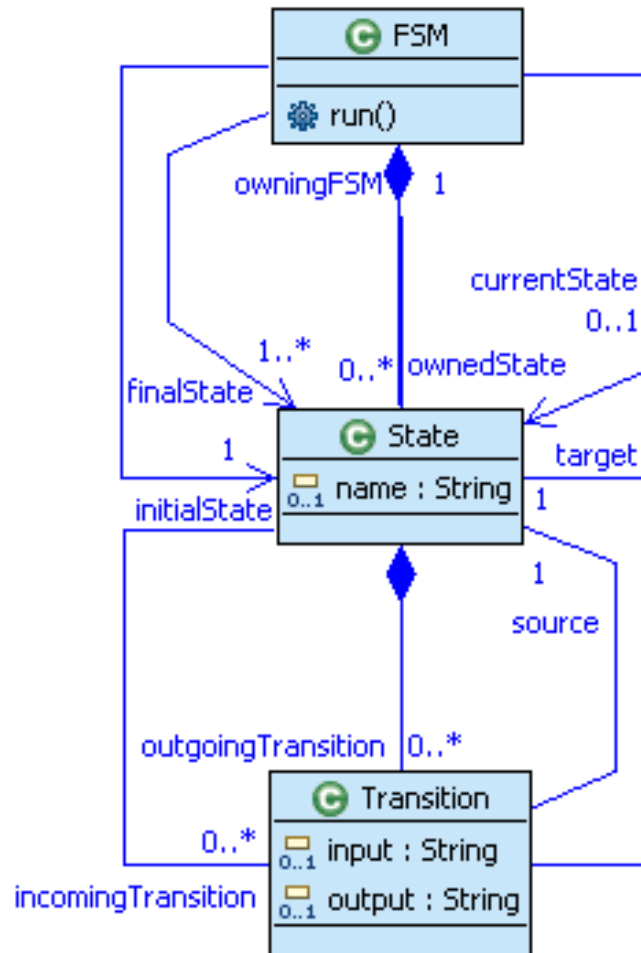 C FSM
run()
owningFSM 1
currentState
0..1
1..*
0..* ownedState
finalState
C State
1
target
0..1 name : String
initialState
1
1
source
outgoingTransition 0..*
C Transition
0..*
0..1 input : String
incomingTransition
0..1 output : String